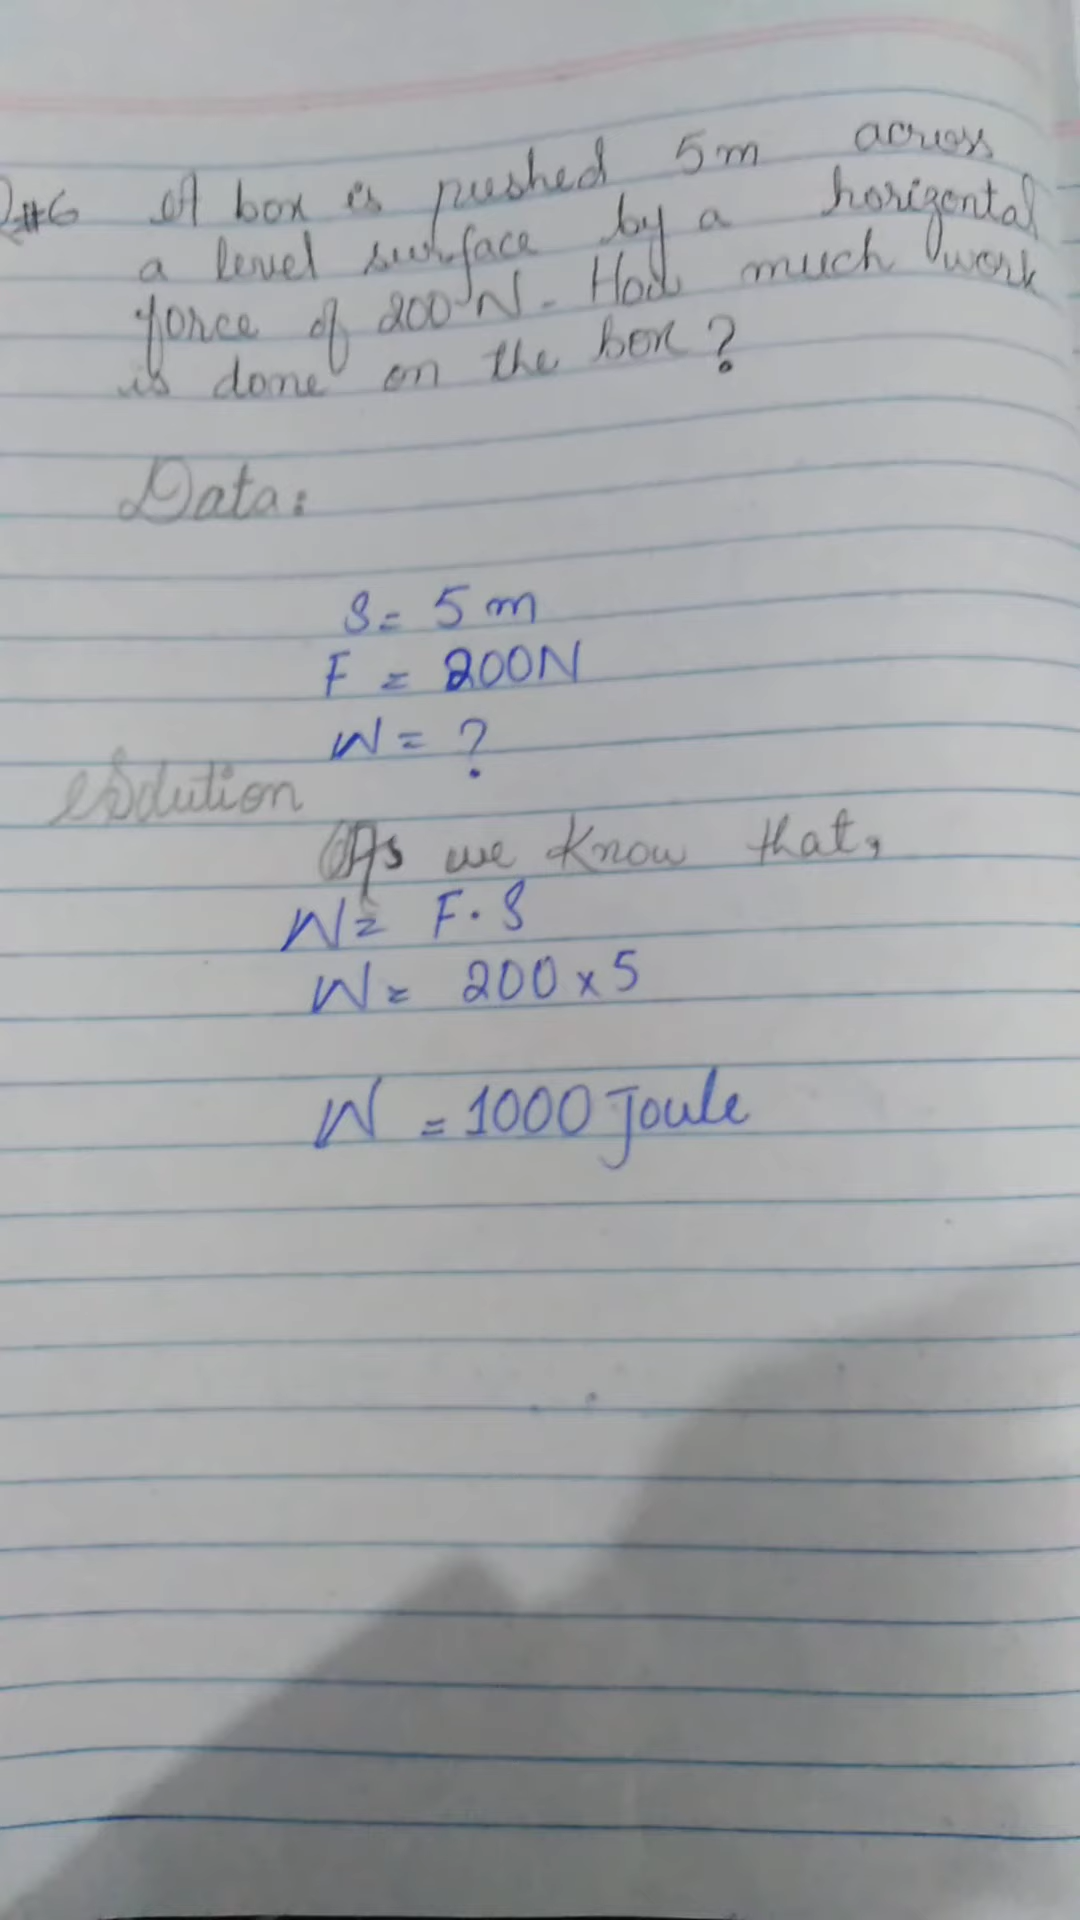 Q#6 A box is pushed 5m across
a level surface by a horizontal
force of 200 N. How much work
is done on the box?
Data:
S = 5 m
F = 200N
W = ?
Solution
As we know that,
W = F . S
W = 200 x 5
W = 1000 Joule